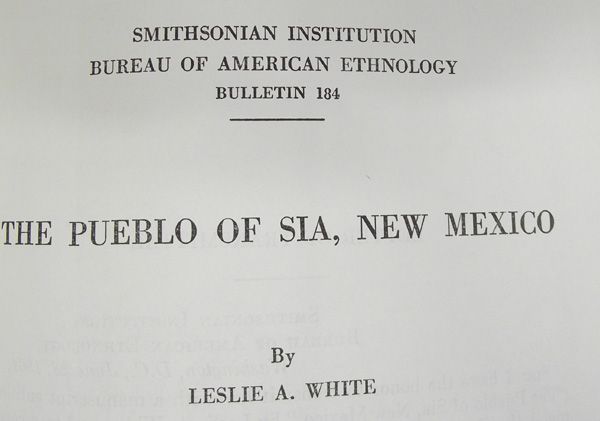 SMITHSONIAN INSTITUTION
BUREAU OF AMERICAN ETHNOLOGY
BULLETIN 184
THE PUEBLO OF SIA, NEW MEXICO
By
LESLIE A. WHITE